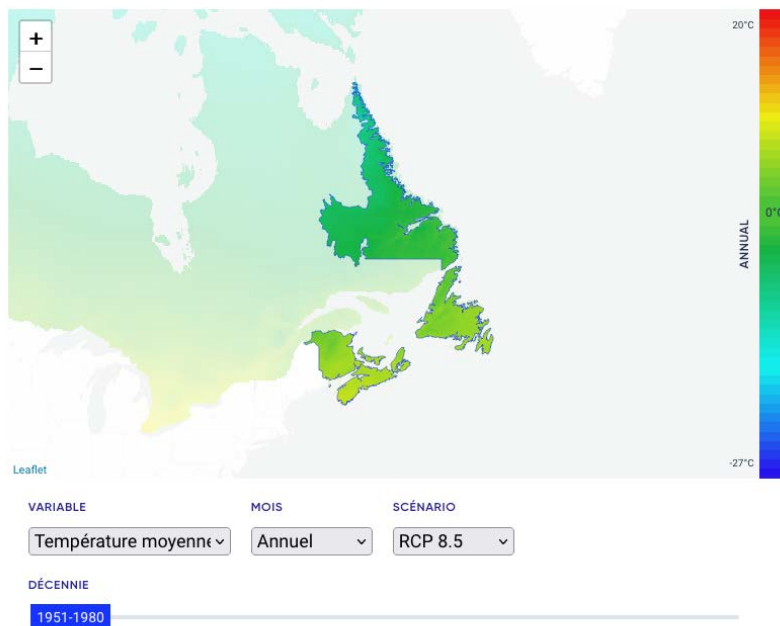 +
20°C
−
0°C
ANNUAL
-27°C
Leaflet
VARIABLE MOIS SCÉNARIO
Température moyenne Annuel RCP 8.5
DÉCENNIE
1951-1980